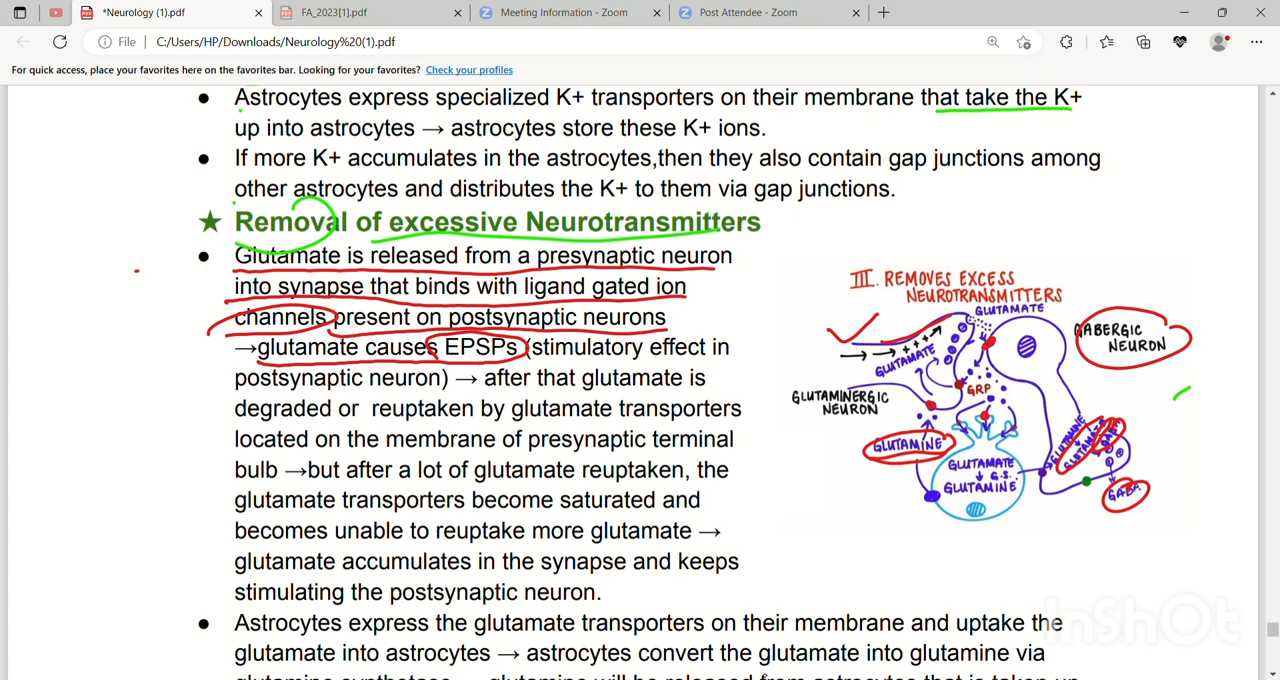 *Neurology (1).pdf
FA_2023[1].pdf
Meeting Information - Zoom
Post Attendee - Zoom
File
C:/Users/HP/Downloads/Neurology%20(1).pdf
For quick access, place your favorites here on the favorites bar. Looking for your favorites? Check your profiles
● Astrocytes express specialized K+ transporters on their membrane that take the K+
up into astrocytes → astrocytes store these K+ ions.
● If more K+ accumulates in the astrocytes,then they also contain gap junctions among
other astrocytes and distributes the K+ to them via gap junctions.
★ Removal of excessive Neurotransmitters
● Glutamate is released from a presynaptic neuron
into synapse that binds with ligand gated ion
channels present on postsynaptic neurons
→glutamate causes EPSPs (stimulatory effect in
postsynaptic neuron) → after that glutamate is
degraded or reuptaken by glutamate transporters
located on the membrane of presynaptic terminal
bulb →but after a lot of glutamate reuptaken, the
glutamate transporters become saturated and
becomes unable to reuptake more glutamate →
glutamate accumulates in the synapse and keeps
stimulating the postsynaptic neuron.
● Astrocytes express the glutamate transporters on their membrane and uptake the
glutamate into astrocytes → astrocytes convert the glutamate into glutamine via
III. REMOVES EXCESS
NEUROTRANSMITTERS
GLUTAMATE
GABERGIC
NEURON
GLUTAMATE
GLUTAMINERGIC
NEURON
GRP
GLUTAMINE
GLUTAMATE
↓ G.S.
GLUTAMINE
GLUTAMINE
GLUTAMATE
GABA
GABA
InShOt